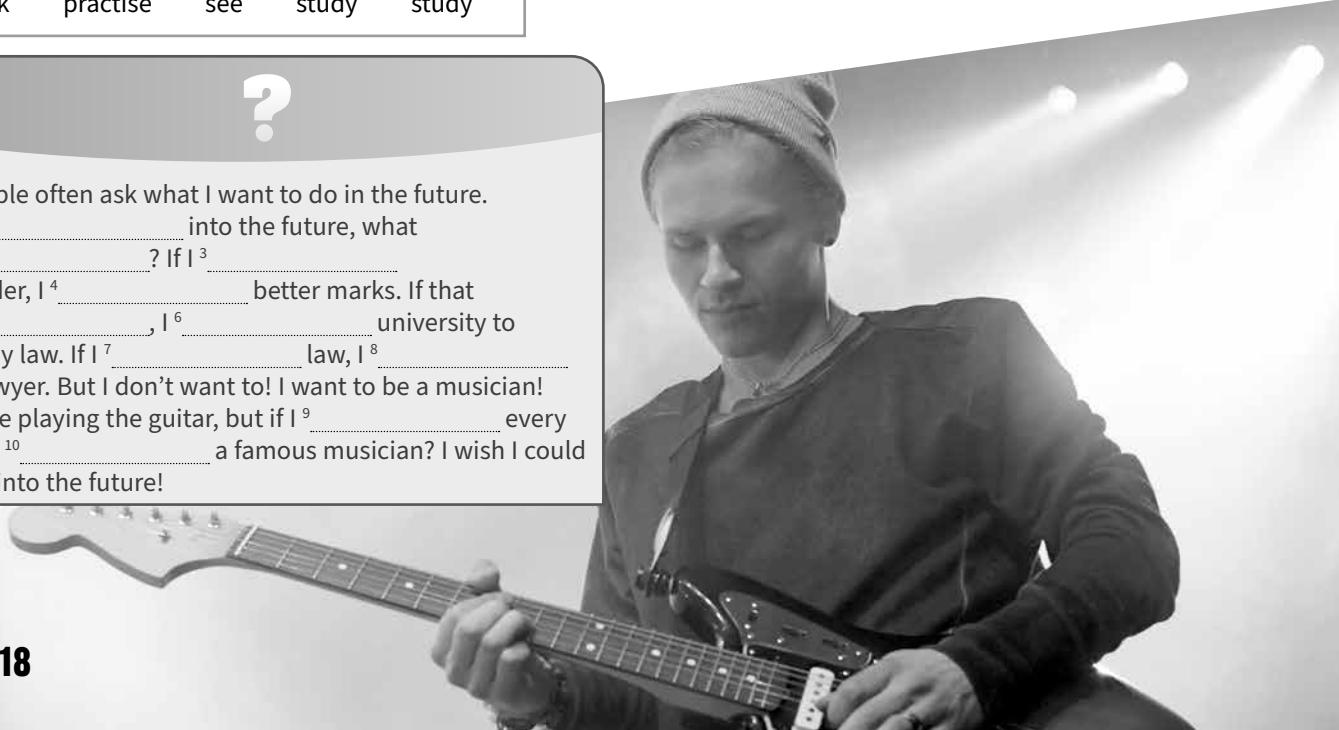 k practise see study study
?
ple often ask what I want to do in the future.
into the future, what
? If I 3
der, I 4 better marks. If that
, I 6 university to
y law. If I 7 law, I 8
wyer. But I don't want to! I want to be a musician!
e playing the guitar, but if I 9 every
10 a famous musician? I wish I could
into the future!
18